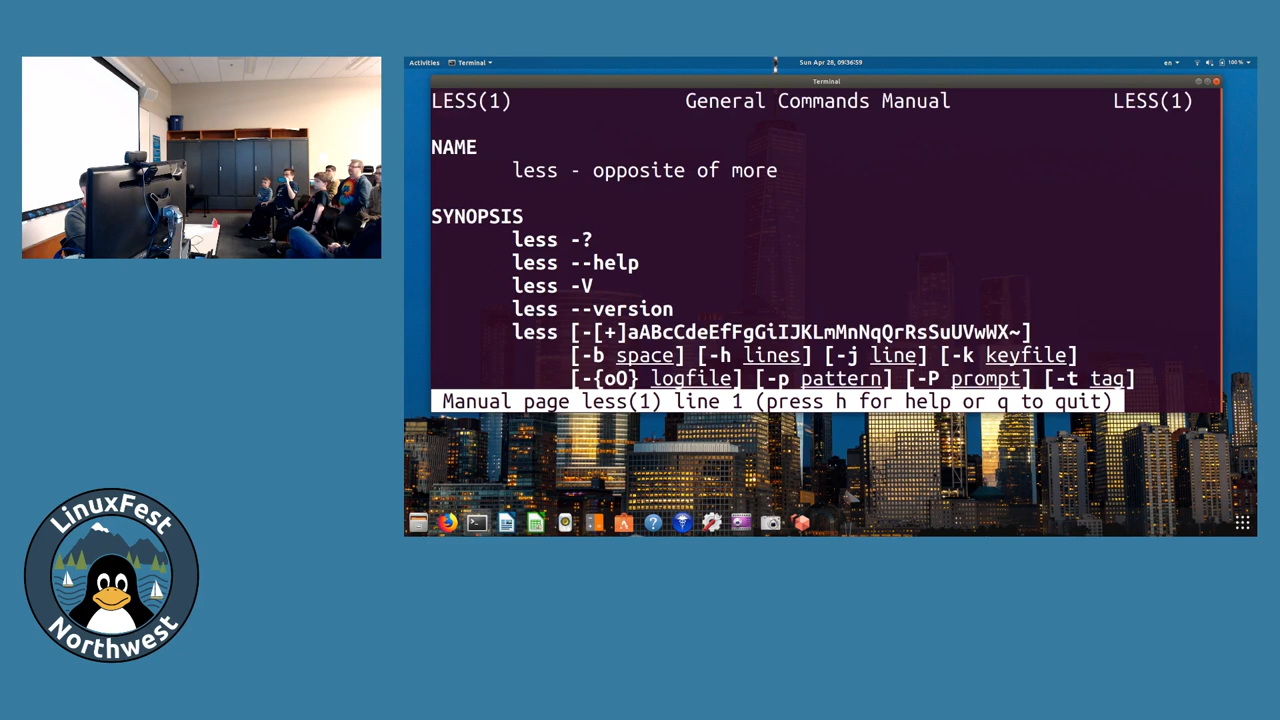 Activities Terminal Sun Apr 28, 09:36:59 en 100%
Terminal
LESS(1) General Commands Manual LESS(1)
NAME
less - opposite of more
SYNOPSIS
less -?
less --help
less -V
less --version
less [-[+]aABcCdeEfFgGiIJKLmMnNqQrRsSuUVwWX~]
[-b space] [-h lines] [-j line] [-k keyfile]
[-{oO} logfile] [-p pattern] [-P prompt] [-t tag]
Manual page less(1) line 1 (press h for help or q to quit)
LinuxFest
Northwest